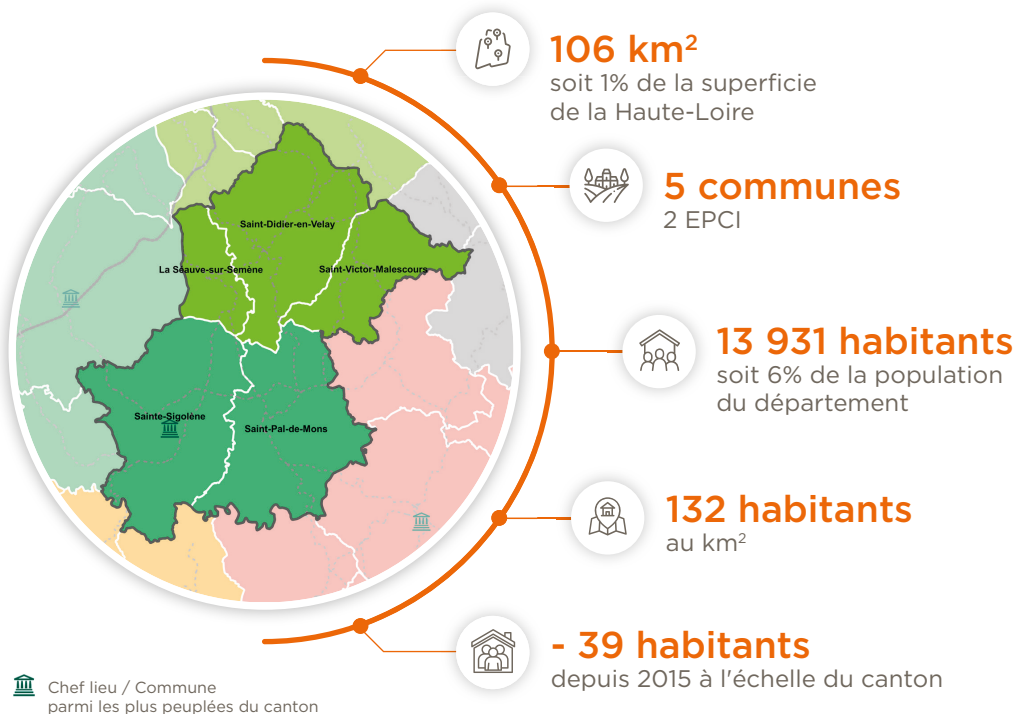 106 km²
soit 1% de la superficie
de la Haute-Loire
5 communes
2 EPCI
Saint-Didier-en-Velay
La Séauve-sur-Semène
Saint-Victor-Malescours
13 931 habitants
soit 6% de la population
du département
Sainte-Sigolène
Saint-Pal-de-Mons
132 habitants
au km²
- 39 habitants
depuis 2015 à l'échelle du canton
Chef lieu / Commune
parmi les plus peuplées du canton